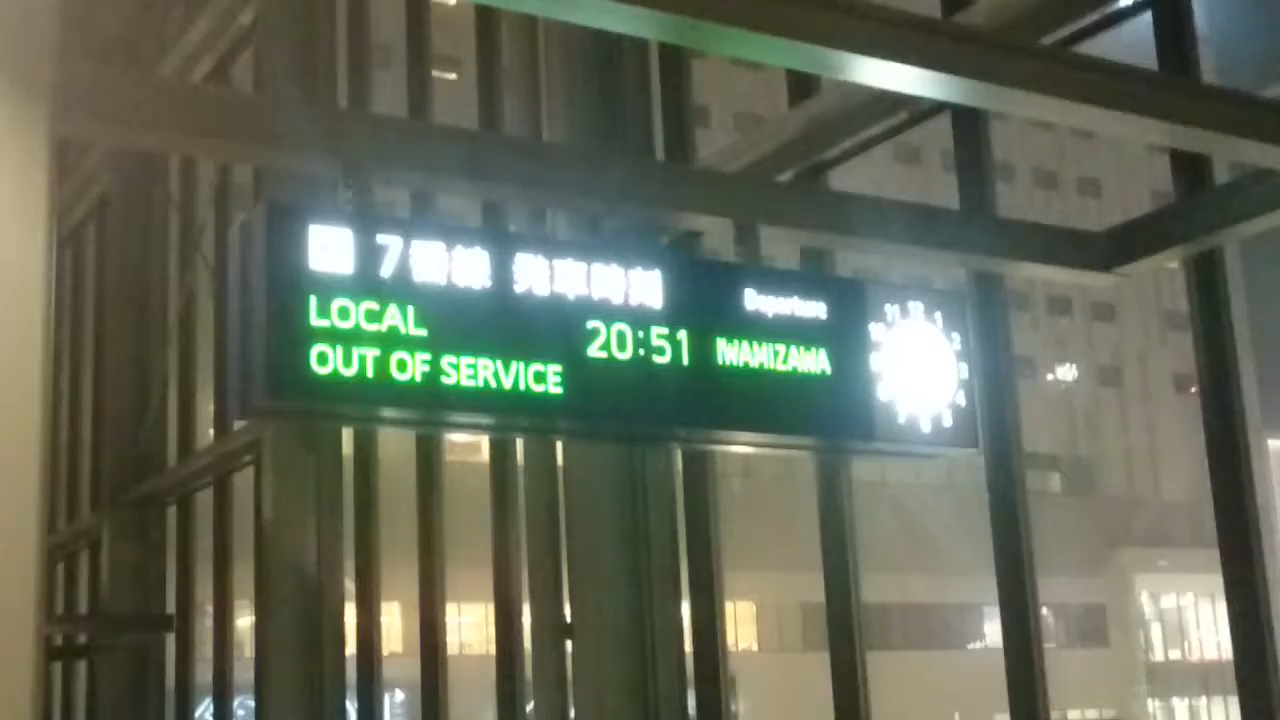 7番線 発車時刻 Departure
LOCAL 20:51 IWAMIZAWA
OUT OF SERVICE